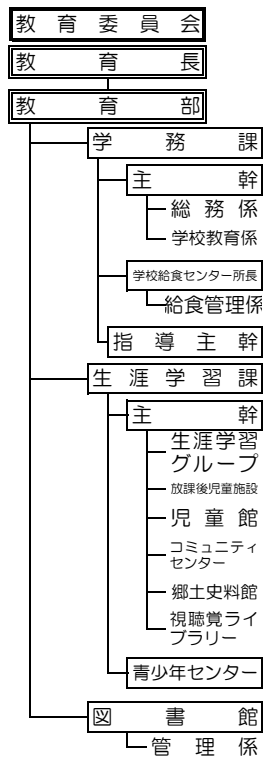 教育委員会
教育長
教育部
学務課
主幹
総務係
学校教育係
学校給食センター所長
給食管理係
指導主幹
生涯学習課
主幹
生涯学習
グループ
放課後児童施設
児童館
コミュニティ
センター
郷土史料館
視聴覚ライ
ブラリー
青少年センター
図書館
管理係